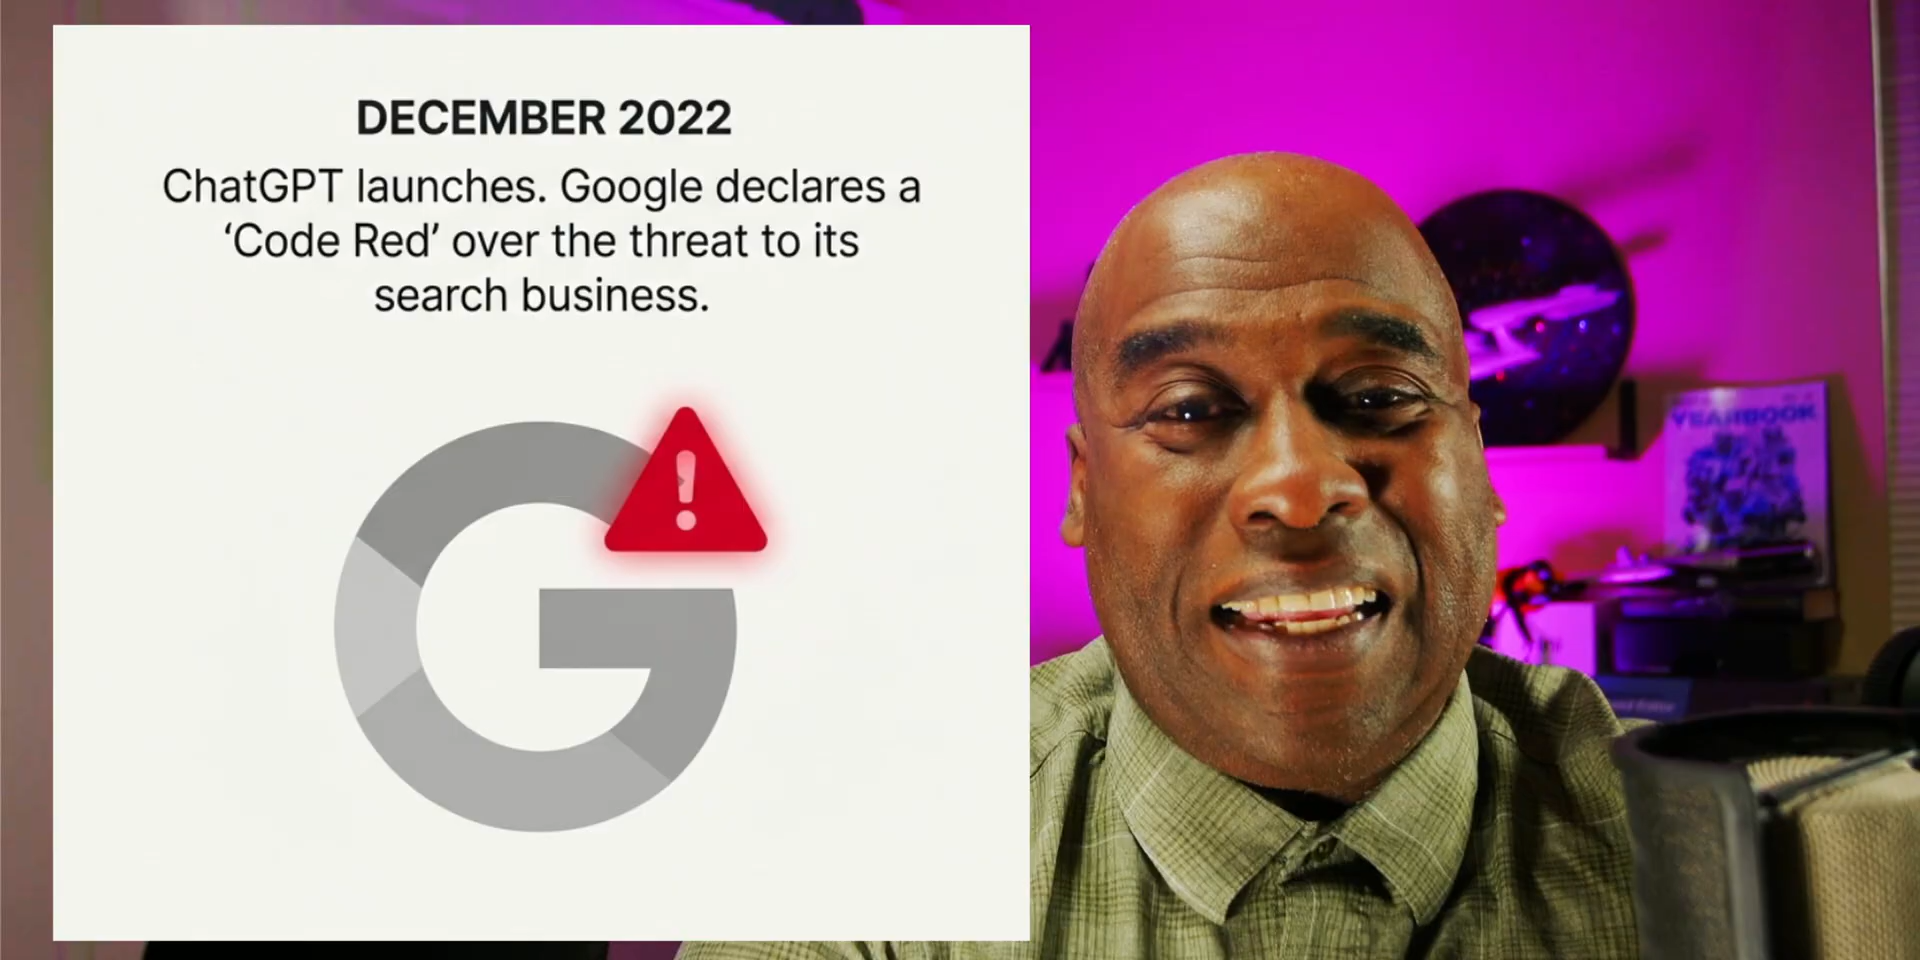 DECEMBER 2022
ChatGPT launches. Google declares a
‘Code Red’ over the threat to its
search business.
YEARBOOK